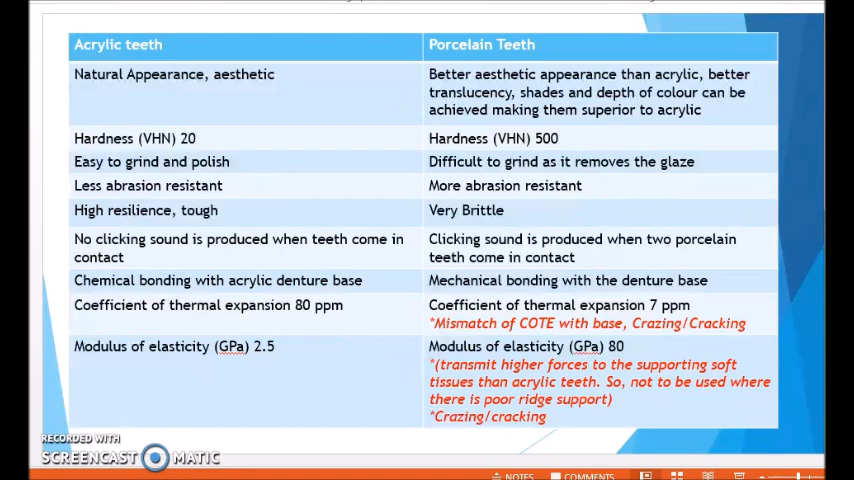 Acrylic teeth
Porcelain Teeth
Natural Appearance, aesthetic
Better aesthetic appearance than acrylic, better
translucency, shades and depth of colour can be
achieved making them superior to acrylic
Hardness (VHN) 20
Hardness (VHN) 500
Easy to grind and polish
Difficult to grind as it removes the glaze
Less abrasion resistant
More abrasion resistant
High resilience, tough
Very Brittle
No clicking sound is produced when teeth come in
contact
Clicking sound is produced when two porcelain
teeth come in contact
Chemical bonding with acrylic denture base
Mechanical bonding with the denture base
Coefficient of thermal expansion 80 ppm
Coefficient of thermal expansion 7 ppm
*Mismatch of COTE with base, Crazing/Cracking
Modulus of elasticity (GPa) 2.5
Modulus of elasticity (GPa) 80
*(transmit higher forces to the supporting soft
tissues than acrylic teeth. So, not to be used where
there is poor ridge support)
*Crazing/cracking
RECORDED WITH
SCREENCAST MATIC
NOTES
COMMENTS